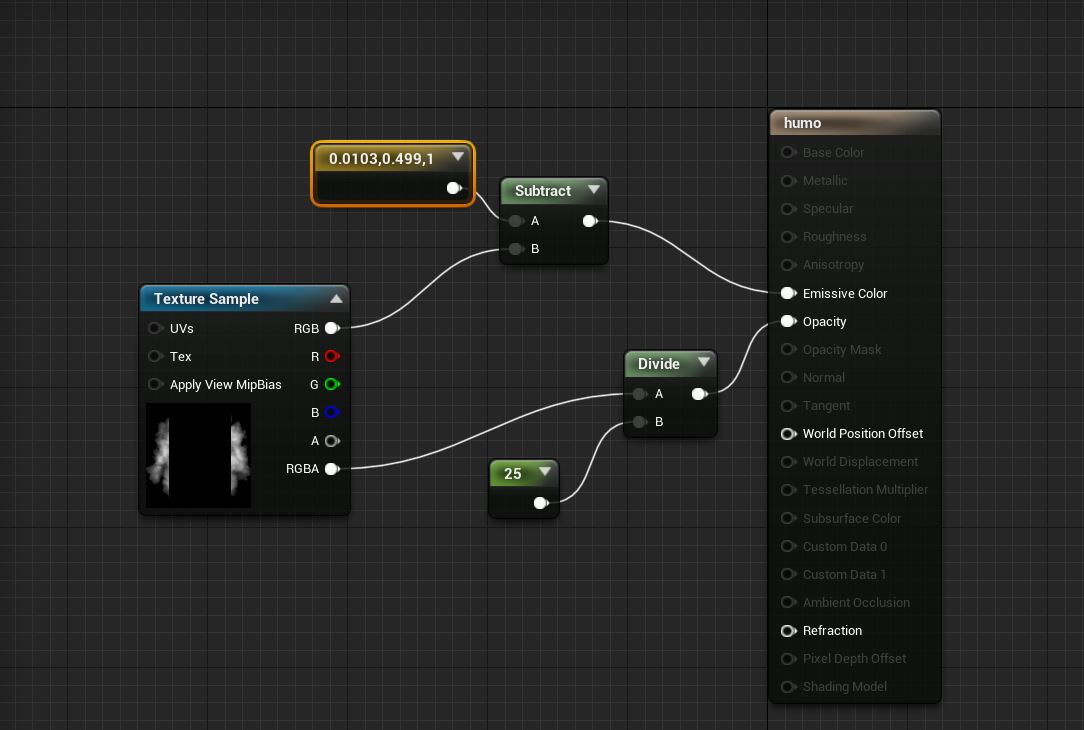 0.0103,0.499,1
Subtract
A
B
Texture Sample
UVs
RGB
Tex
R
Apply View MipBias
G
B
A
RGBA
Divide
A
B
25
humo
Base Color
Metallic
Specular
Roughness
Anisotropy
Emissive Color
Opacity
Opacity Mask
Normal
Tangent
World Position Offset
World Displacement
Tessellation Multiplier
Subsurface Color
Custom Data 0
Custom Data 1
Ambient Occlusion
Refraction
Pixel Depth Offset
Shading Model